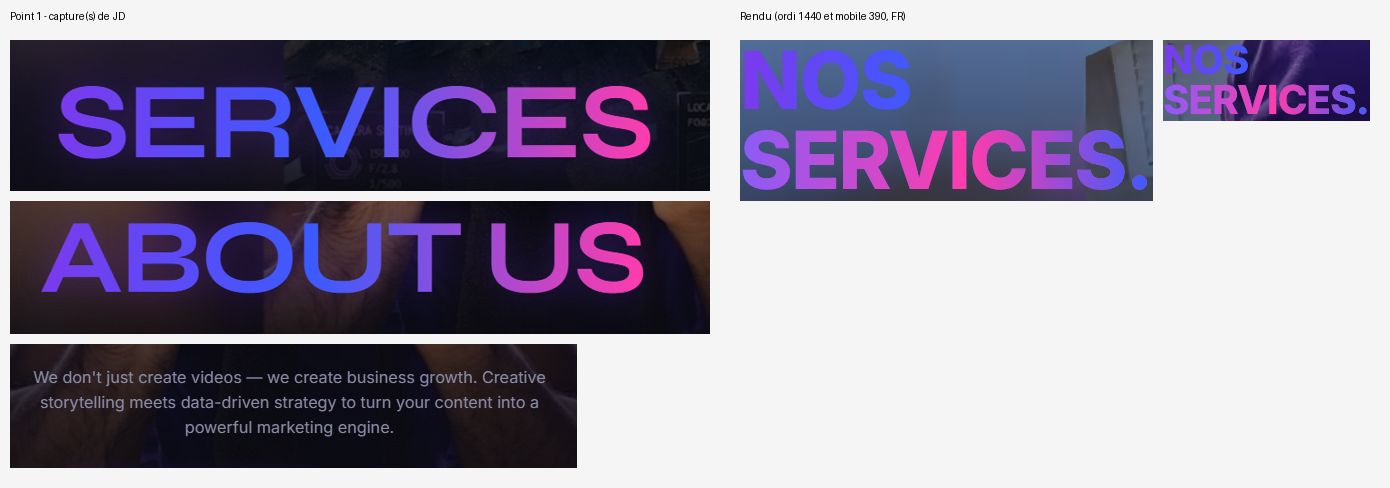 Point 1 - capture(s) de JD
SERVICES
ABOUT US
We don't just create videos — we create business growth. Creative
storytelling meets data-driven strategy to turn your content into a
powerful marketing engine.
Rendu (ordi 1440 et mobile 390, FR)
NOS
SERVICES.
NOS
SERVICES.